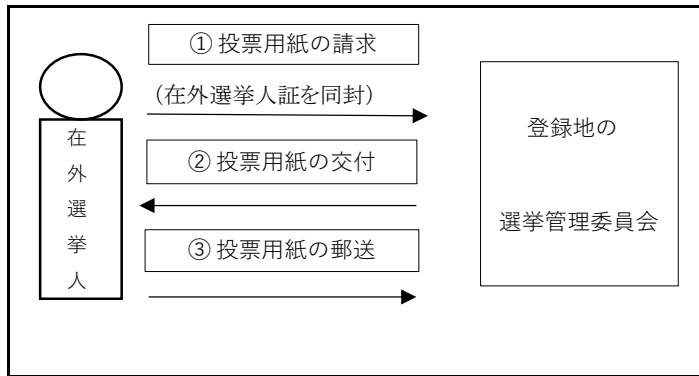 ① 投票用紙の請求
(在外選挙人証を同封)
② 投票用紙の交付
③ 投票用紙の郵送
在外選挙人
登録地の
選挙管理委員会